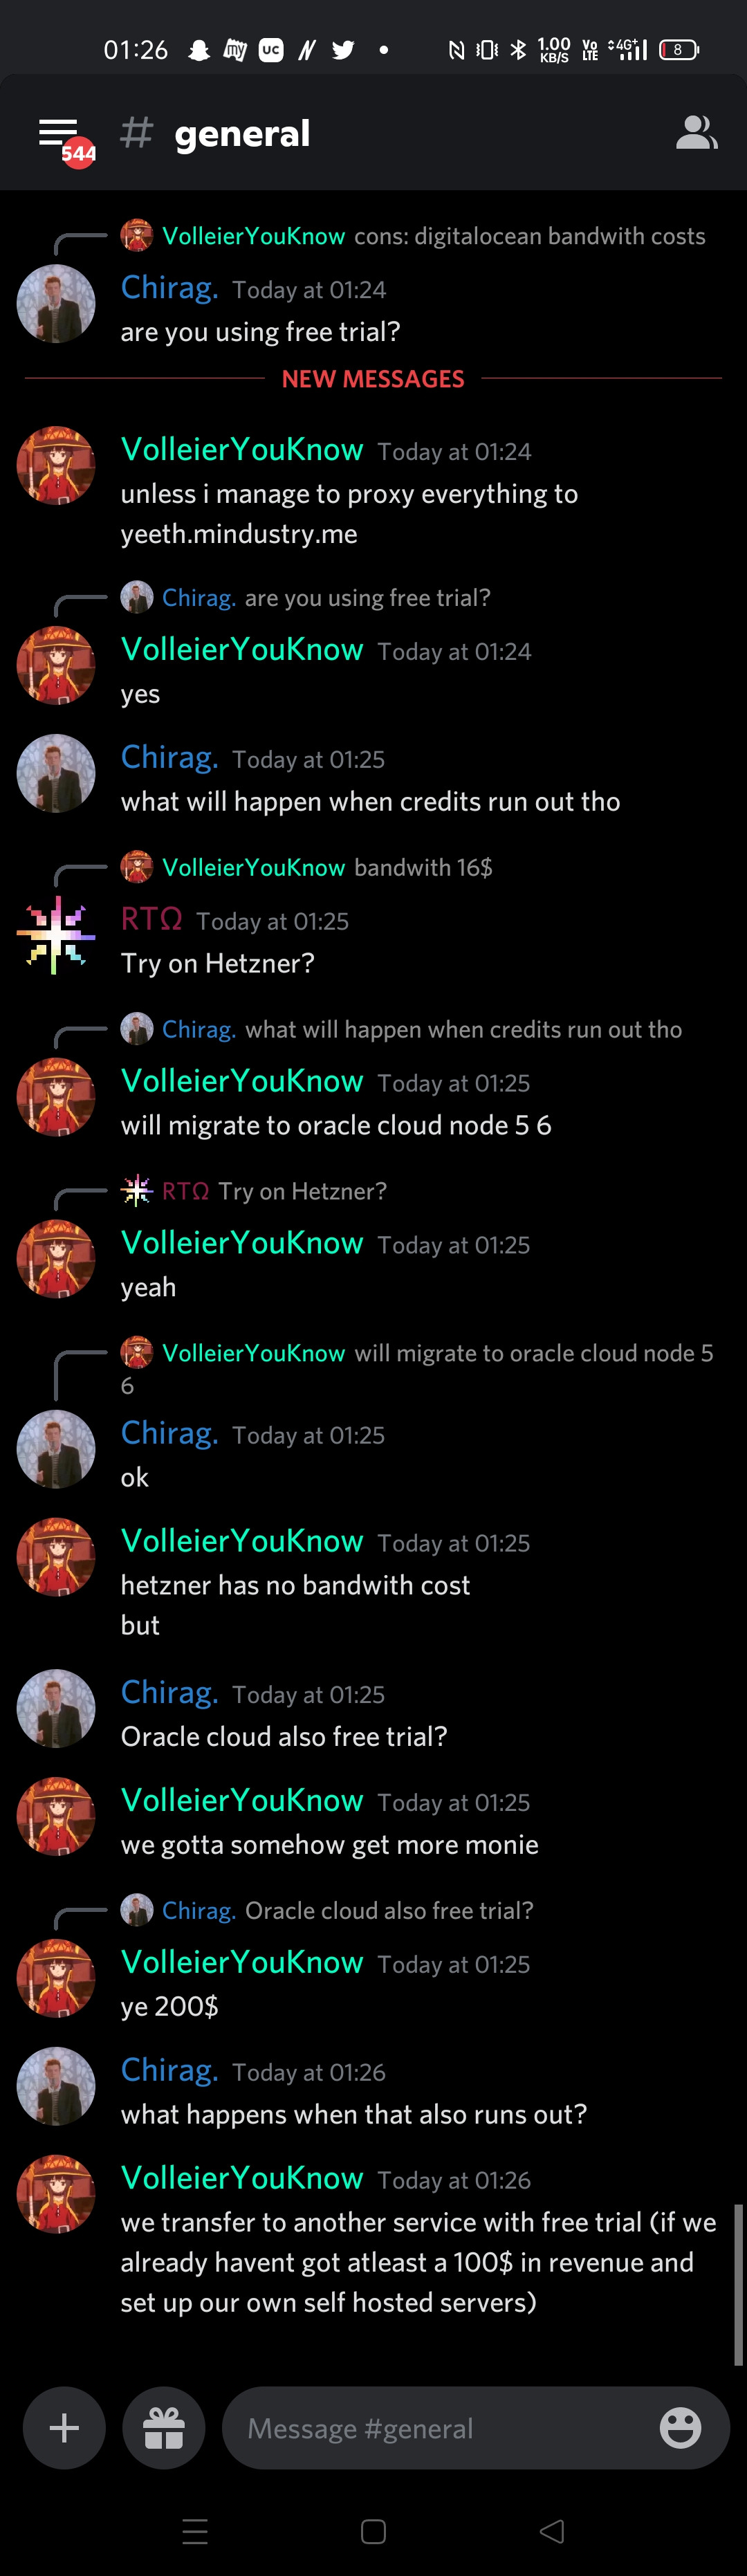 01:26 my UC 1.00 KB/S Vo LTE 4G+ 8
544 # general
VolleierYouKnow cons: digitalocean bandwith costs
Chirag. Today at 01:24
are you using free trial?
NEW MESSAGES
VolleierYouKnow Today at 01:24
unless i manage to proxy everything to
yeeth.mindustry.me
Chirag. are you using free trial?
VolleierYouKnow Today at 01:24
yes
Chirag. Today at 01:25
what will happen when credits run out tho
VolleierYouKnow bandwith 16$
RTΩ Today at 01:25
Try on Hetzner?
Chirag. what will happen when credits run out tho
VolleierYouKnow Today at 01:25
will migrate to oracle cloud node 5 6
RTΩ Try on Hetzner?
VolleierYouKnow Today at 01:25
yeah
VolleierYouKnow will migrate to oracle cloud node 5
6
Chirag. Today at 01:25
ok
VolleierYouKnow Today at 01:25
hetzner has no bandwith cost
but
Chirag. Today at 01:25
Oracle cloud also free trial?
VolleierYouKnow Today at 01:25
we gotta somehow get more monie
Chirag. Oracle cloud also free trial?
VolleierYouKnow Today at 01:25
ye 200$
Chirag. Today at 01:26
what happens when that also runs out?
VolleierYouKnow Today at 01:26
we transfer to another service with free trial (if we
already havent got atleast a 100$ in revenue and
set up our own self hosted servers)
Message #general